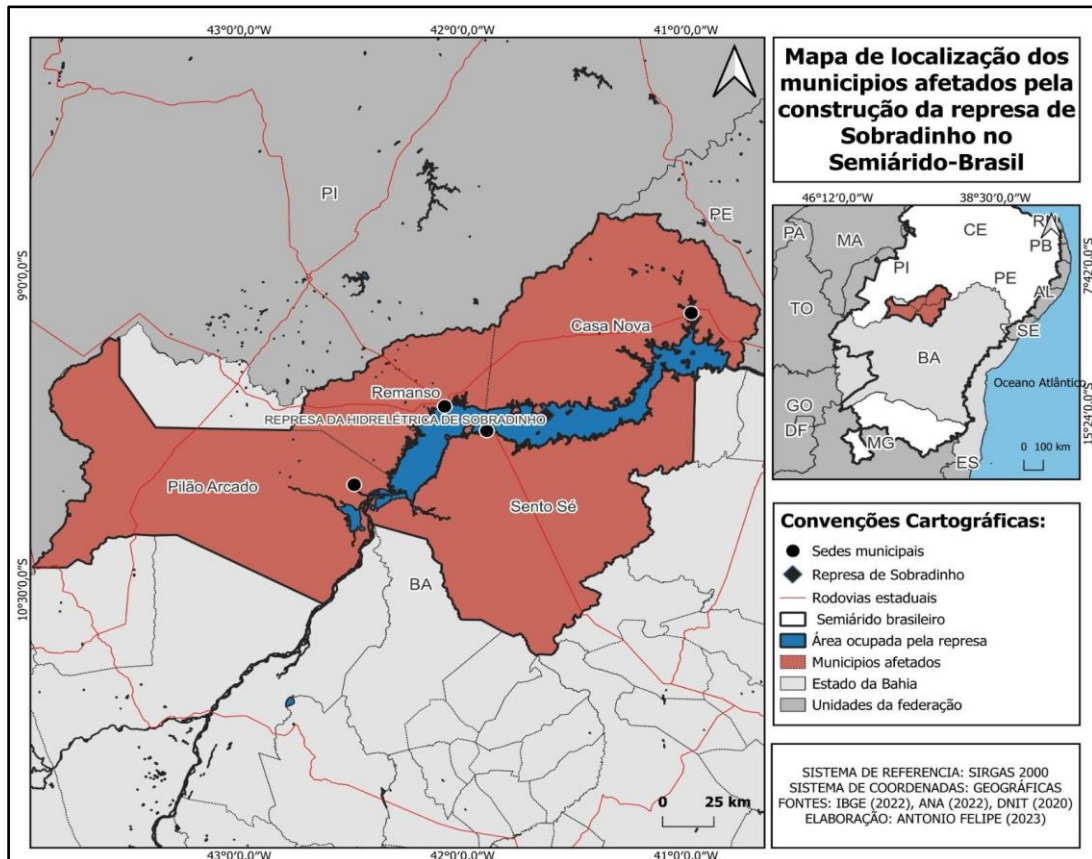 43°0'0,0"W
42°0'0,0"W
41°0'0,0"W
9°0'0,0"S
10°30'0,0"S
PI
PE
Casa Nova
Remanso
REPRESA DA HIDRELÉTRICA DE SOBRADINHO
Pilão Arcado
Sento Sé
BA
0 25 km
43°0'0,0"W
42°0'0,0"W
41°0'0,0"W
Mapa de localização dos
municipios afetados pela
construção da represa de
Sobradinho no
Semiárido-Brasil
46°12'0,0"W
38°30'0,0"W
PA
MA
CE
RN
PB
PI
PE
AL
TO
SE
BA
Oceano Atlântico
GO
DF
MG
ES
0 100 km
7°42'0,0"S
15°24'0,0"S
Convenções Cartográficas:
Sedes municipais
Represa de Sobradinho
Rodovias estaduais
Semiárido brasileiro
Área ocupada pela represa
Municipios afetados
Estado da Bahia
Unidades da federação
SISTEMA DE REFERENCIA: SIRGAS 2000
SISTEMA DE COORDENADAS: GEOGRÁFICAS
FONTES: IBGE (2022), ANA (2022), DNIT (2020)
ELABORAÇÃO: ANTONIO FELIPE (2023)